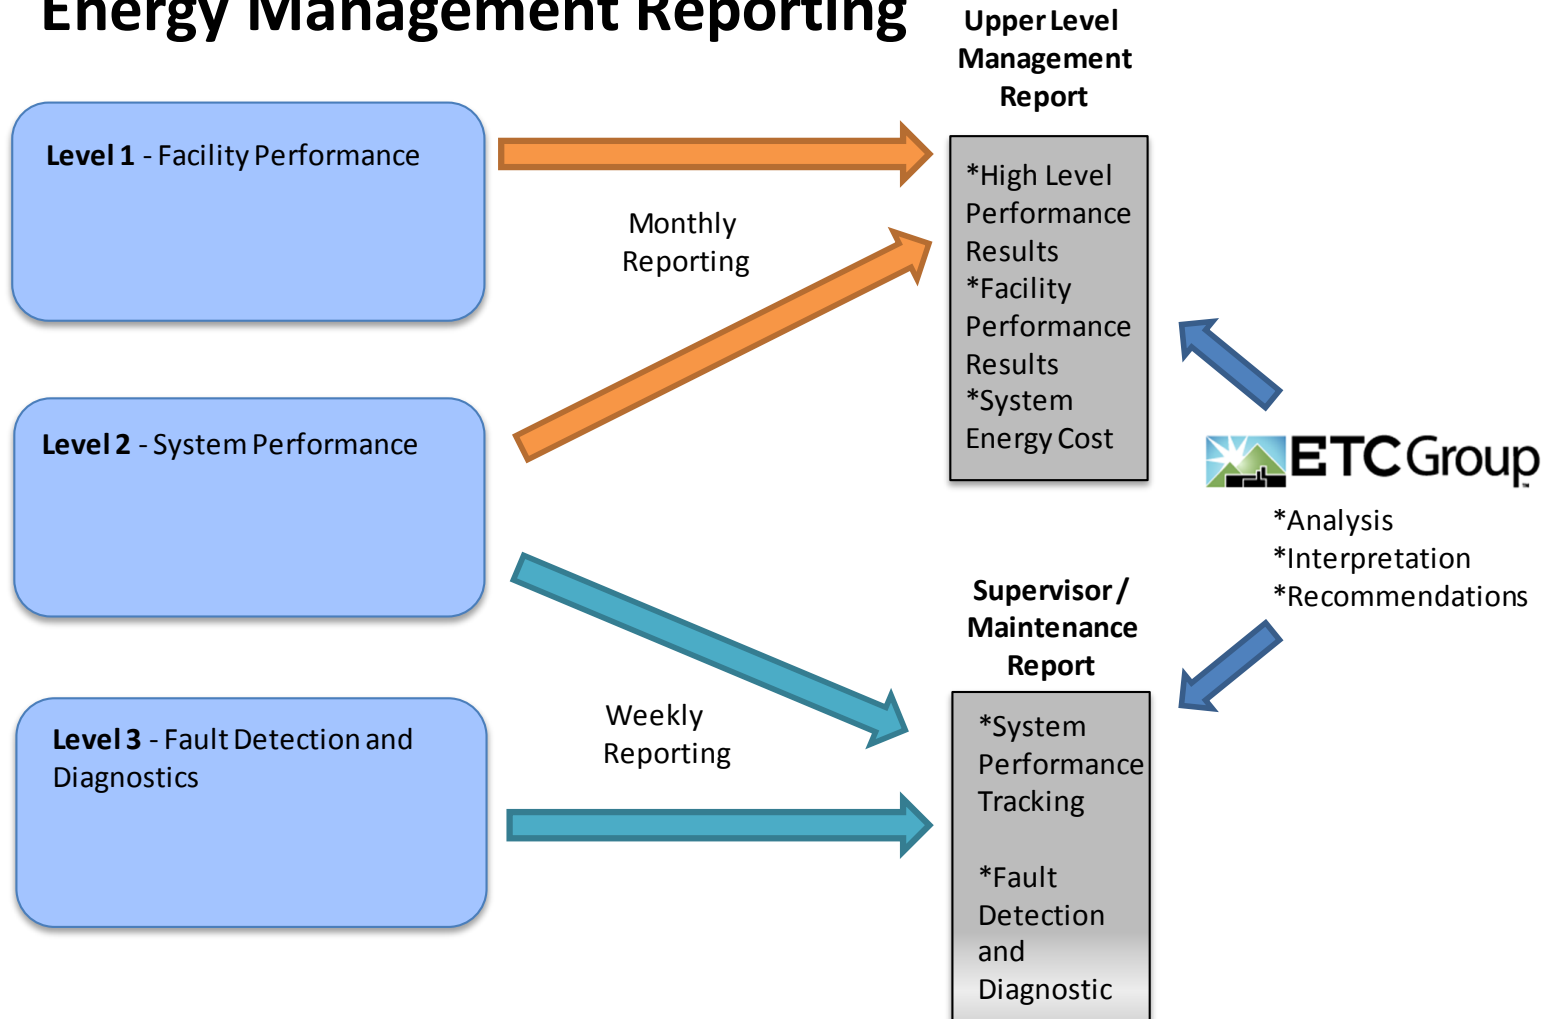 Energy Management Reporting
Upper Level
Management
Report
Level 1 - Facility Performance
*High Level
Performance
Results
*Facility
Performance
Results
*System
Energy Cost
Monthly
Reporting
Level 2 - System Performance
ETC Group
*Analysis
*Interpretation
*Recommendations
Supervisor /
Maintenance
Report
Level 3 - Fault Detection and
Diagnostics
Weekly
Reporting
*System
Performance
Tracking
*Fault
Detection
and
Diagnostic